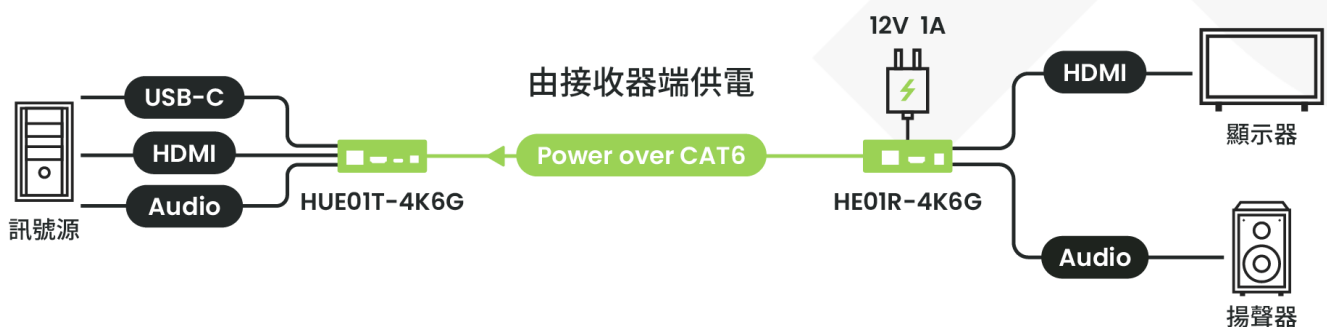 12V 1A
由接收器端供電
USB-C
HDMI
Audio
訊號源
HUE01T-4K6G
Power over CAT6
HE01R-4K6G
HDMI
顯示器
Audio
揚聲器